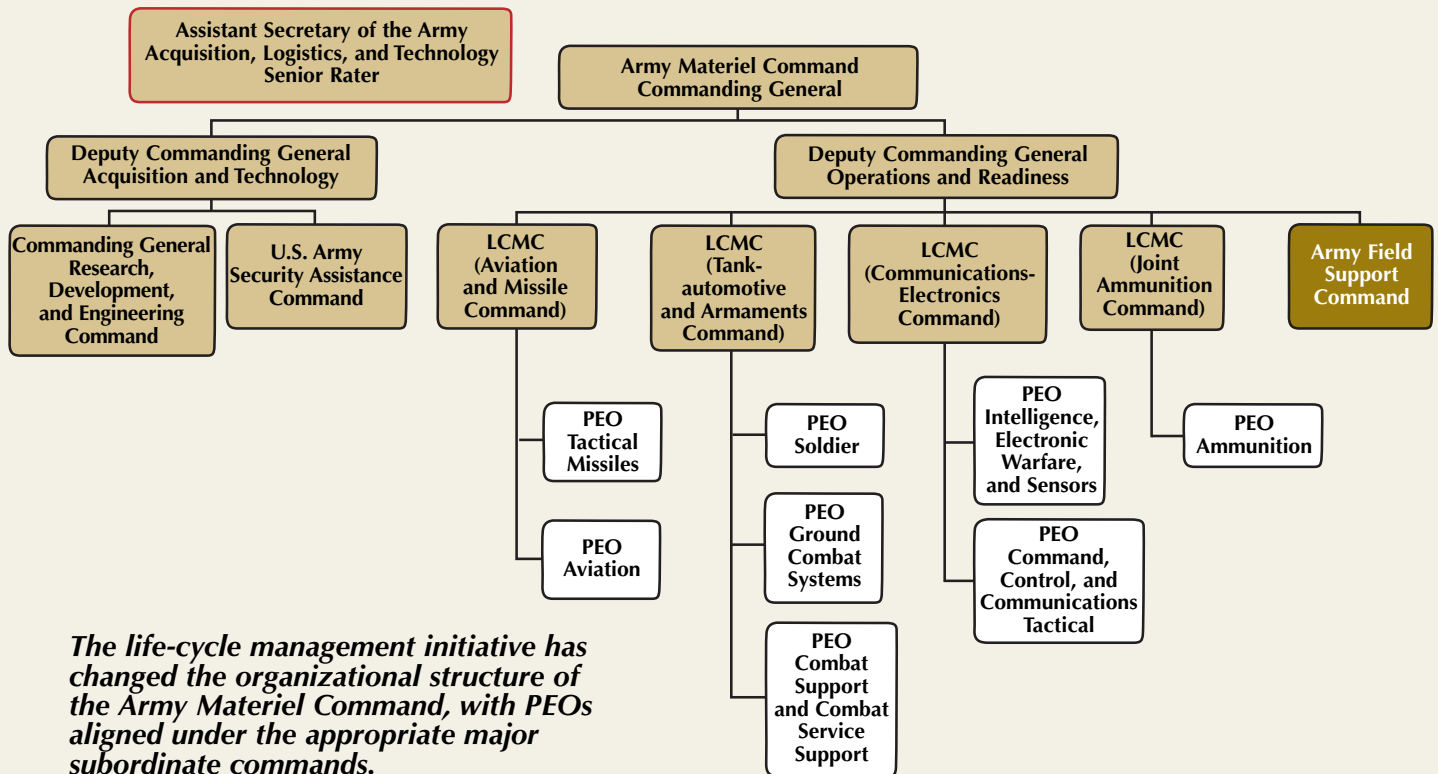 Assistant Secretary of the Army
Acquisition, Logistics, and Technology
Senior Rater
Army Materiel Command
Commanding General
Deputy Commanding General
Acquisition and Technology
Deputy Commanding General
Operations and Readiness
Commanding General
Research,
Development,
and Engineering
Command
U.S. Army
Security Assistance
Command
LCMC
(Aviation
and Missile
Command)
LCMC
(Tank-
automotive
and Armaments
Command)
LCMC
(Communications-
Electronics
Command)
LCMC
(Joint
Ammunition
Command)
Army Field
Support
Command
PEO
Tactical
Missiles
PEO
Aviation
PEO
Soldier
PEO
Ground
Combat
Systems
PEO
Combat
Support
and Combat
Service
Support
PEO
Intelligence,
Electronic
Warfare,
and Sensors
PEO
Command,
Control, and
Communications
Tactical
PEO
Ammunition
The life-cycle management initiative has
changed the organizational structure of
the Army Materiel Command, with PEOs
aligned under the appropriate major
subordinate commands.